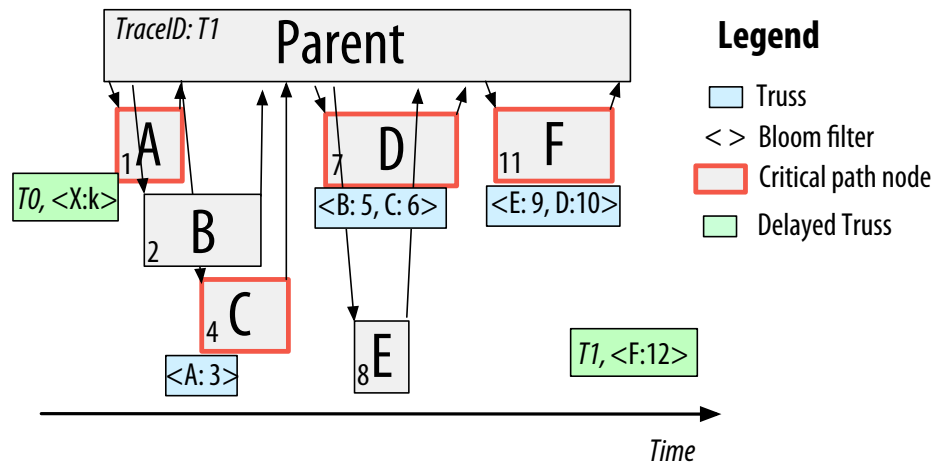 TraceID: T1
Parent
Legend
Truss
< > Bloom filter
Critical path node
Delayed Truss
1 A
7 D
11 F
T0, <X:k>
<B: 5, C: 6>
<E: 9, D:10>
2 B
4 C
8 E
<A: 3>
T1, <F:12>
Time